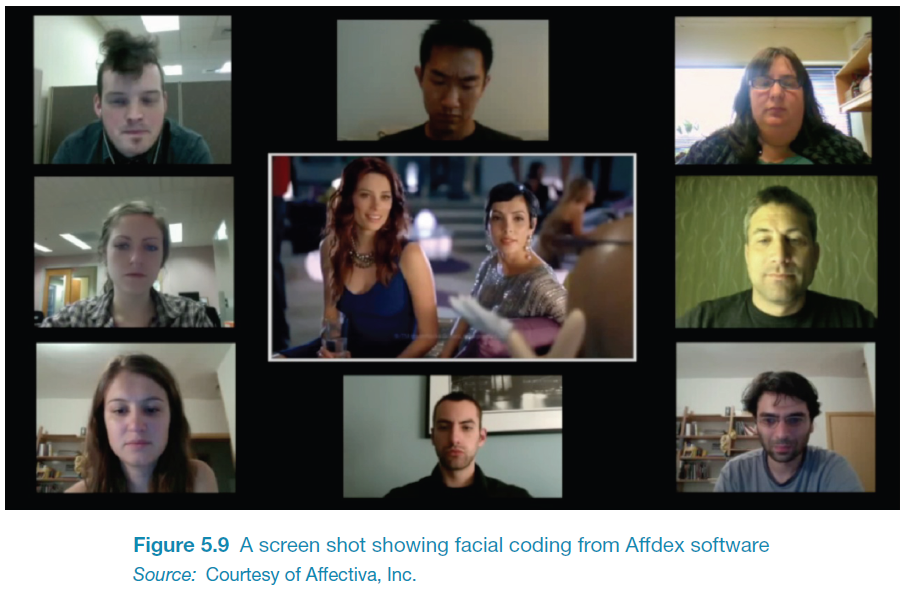 Figure 5.9 A screen shot showing facial coding from Affdex software
Source: Courtesy of Affectiva, Inc.